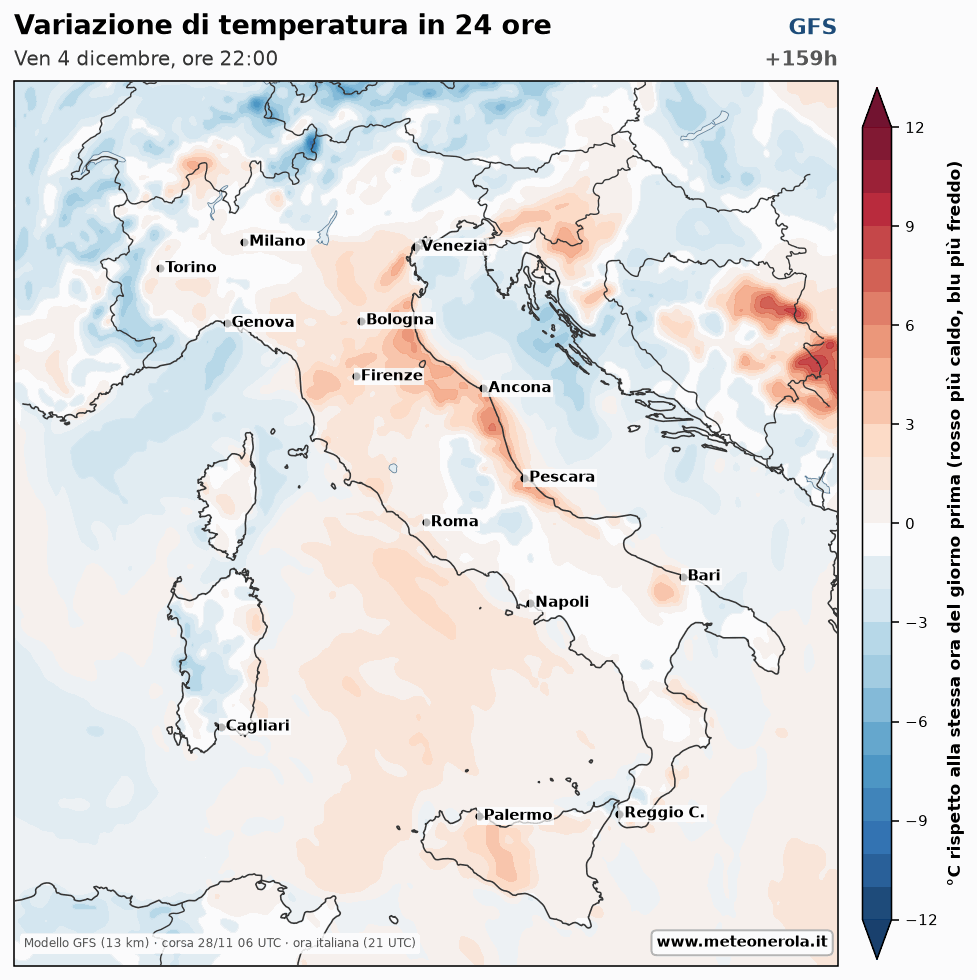 Variazione di temperatura in 24 ore
GFS
Ven 4 dicembre, ore 22:00
+159h
Milano
Venezia
Torino
Genova
Bologna
Firenze
Ancona
Pescara
Roma
Bari
Napoli
Cagliari
Palermo
Reggio C.
12
9
6
3
0
−3
−6
−9
−12
°C rispetto alla stessa ora del giorno prima (rosso più caldo, blu più freddo)
Modello GFS (13 km) · corsa 28/11 06 UTC · ora italiana (21 UTC)
www.meteonerola.it